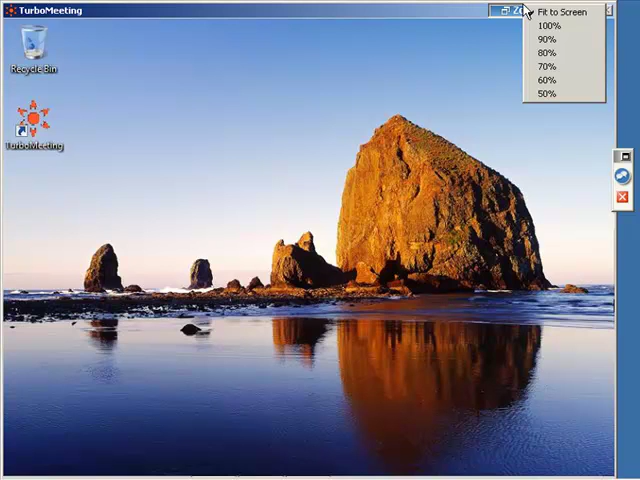 TurboMeeting
Fit to Screen
100%
90%
80%
70%
60%
50%
Recycle Bin
TurboMeeting